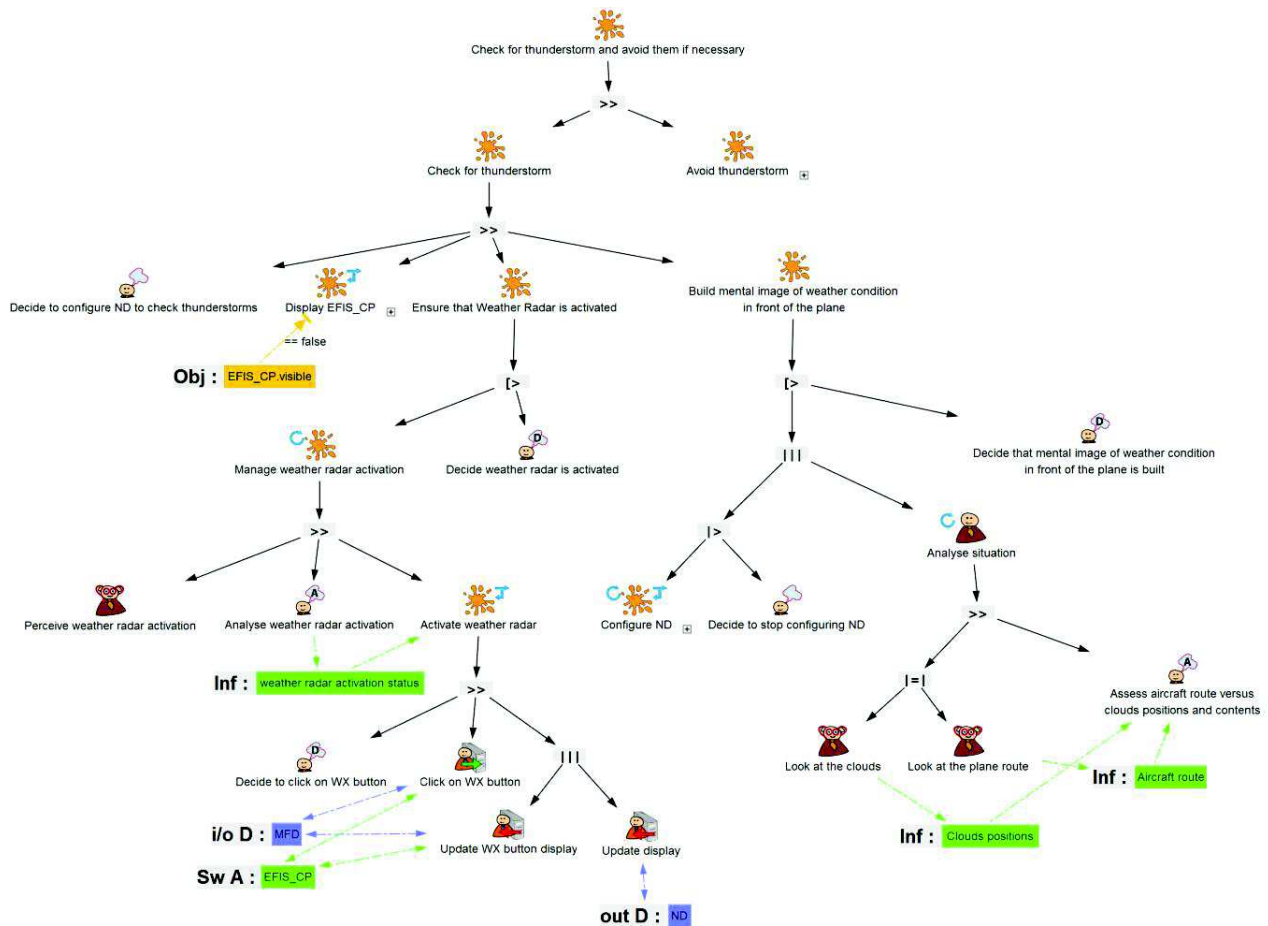 Check for thunderstorm and avoid them if necessary
>>
Check for thunderstorm
Avoid thunderstorm
>>
Decide to configure ND to check thunderstorms
Display EFIS_CP
Ensure that Weather Radar is activated
Build mental image of weather condition
in front of the plane
== false
Obj : EFIS_CP.visible
[>
[>
Manage weather radar activation
D
Decide weather radar is activated
|||
D
Decide that mental image of weather condition
in front of the plane is built
>>
|>
Analyse situation
Perceive weather radar activation
A
Analyse weather radar activation
Activate weather radar
Configure ND
Decide to stop configuring ND
>>
Inf : weather radar activation status
>>
|=|
A
Assess aircraft route versus
clouds positions and contents
D
Decide to click on WX button
Click on WX button
|||
Look at the clouds
Look at the plane route
Inf : Aircraft route
i/o D : MFD
Update WX button display
Update display
Inf : Clouds positions
Sw A : EFIS_CP
out D : ND